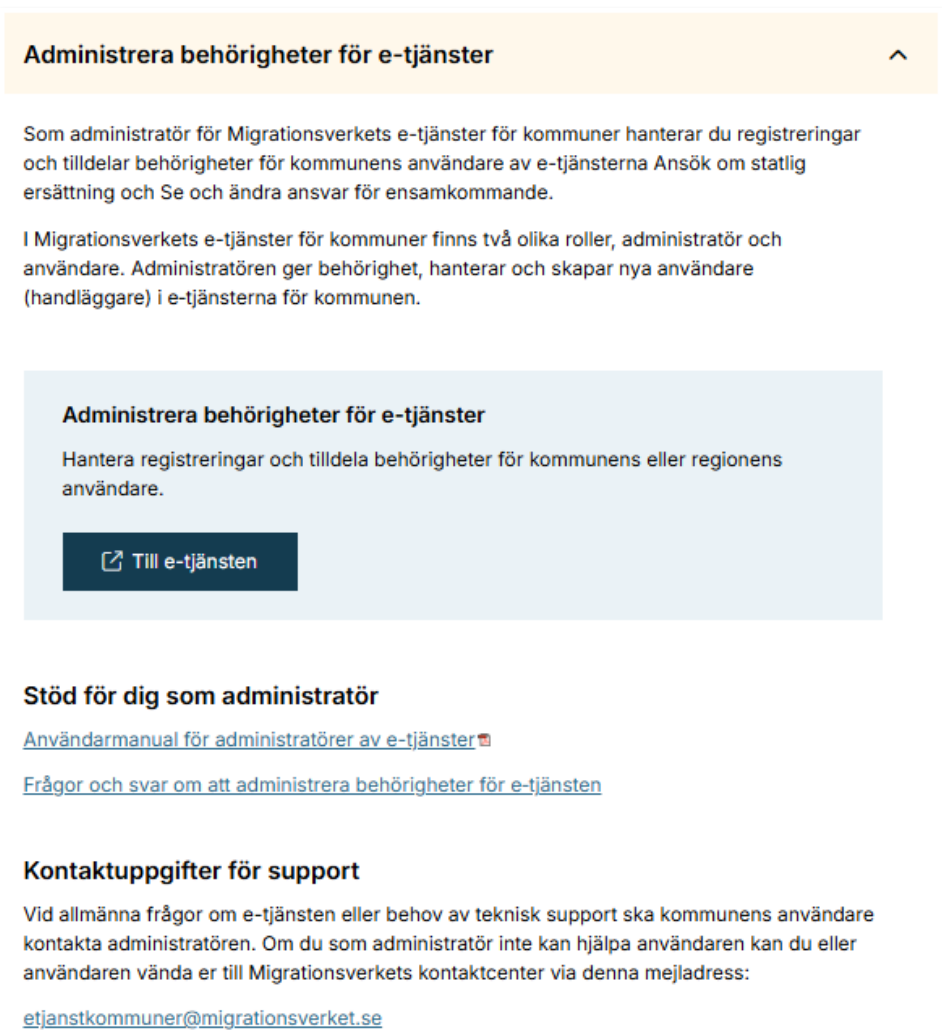 Administrera behörigheter för e-tjänster
Som administratör för Migrationsverkets e-tjänster för kommuner hanterar du registreringar
och tilldelar behörigheter för kommunens användare av e-tjänsterna Ansök om statlig
ersättning och Se och ändra ansvar för ensamkommande.
I Migrationsverkets e-tjänster för kommuner finns två olika roller, administratör och
användare. Administratören ger behörighet, hanterar och skapar nya användare
(handläggare) i e-tjänsterna för kommunen.
Administrera behörigheter för e-tjänster
Hantera registreringar och tilldela behörigheter för kommunens eller regionens
användare.
Till e-tjänsten
Stöd för dig som administratör
Användarmanual för administratörer av e-tjänster
Frågor och svar om att administrera behörigheter för e-tjänsten
Kontaktuppgifter för support
Vid allmänna frågor om e-tjänsten eller behov av teknisk support ska kommunens användare
kontakta administratören. Om du som administratör inte kan hjälpa användaren kan du eller
användaren vända er till Migrationsverkets kontaktcenter via denna mejladress:
etjanstkommuner@migrationsverket.se